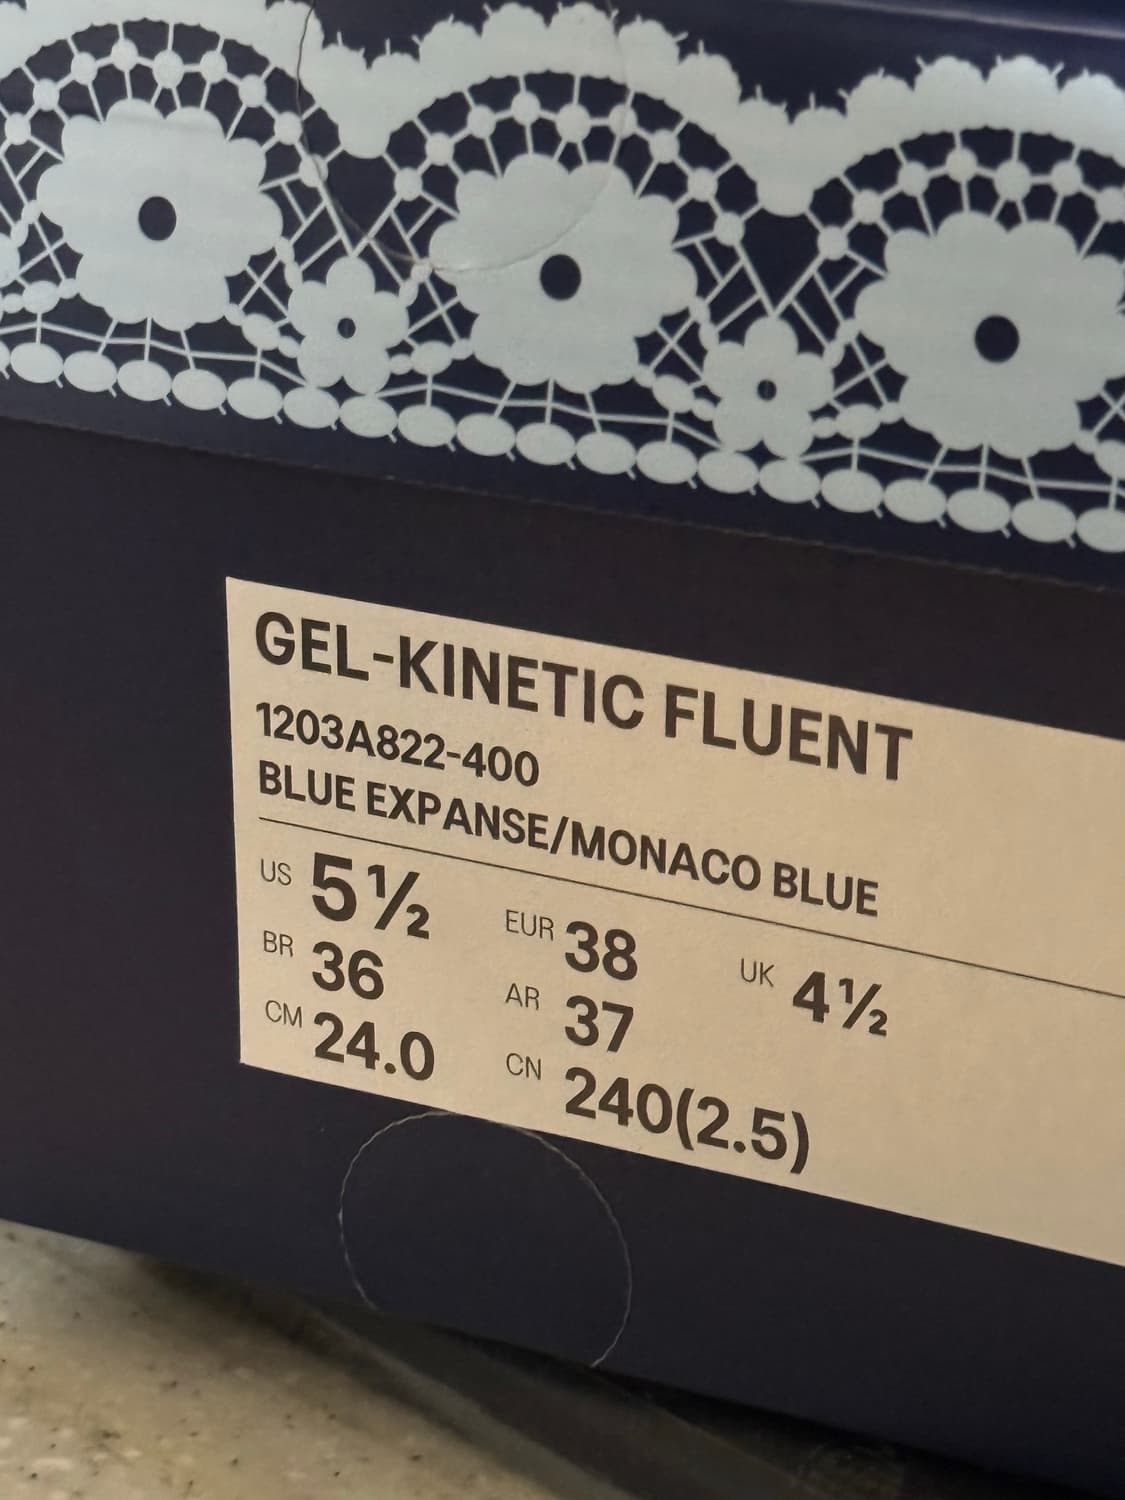 GEL-KINETIC FLUENT
1203A822-400
BLUE EXPANSE/MONACO BLUE
US 5½ EUR 38 UK 4½
BR 36 AR 37
CM 24.0 CN 240(2.5)